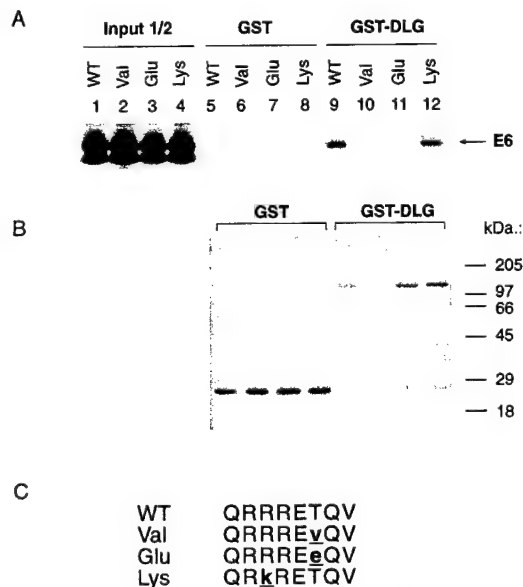 A
Input 1/2 GST GST-DLG
WT Val Glu Lys WT Val Glu Lys WT Val Glu Lys
1 2 3 4 5 6 7 8 9 10 11 12
E6
B
GST GST-DLG kDa.:
205
97
66
45
29
18
C
WT QRRRETQV
Val QRRREvQV
Glu QRRREeQV
Lys QRkRETQV